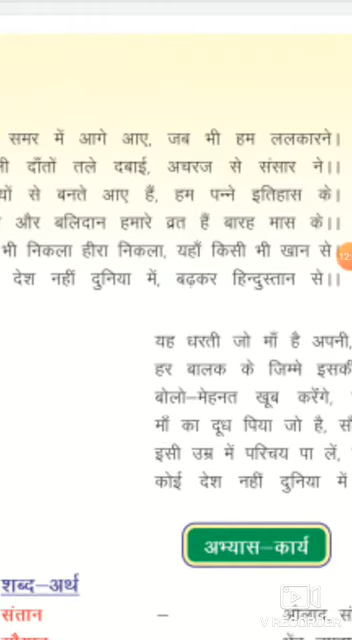 समर में आगे आए, जब भी हम ललकारने।
दाँतों तले दबाई, अचरज से संसार ने।।
से बनते आए हैं, हम पन्ने इतिहास के।
और बलिदान हमारे व्रत हैं बारह मास के।।
भी निकला हीरा निकला, यहाँ किसी भी खान से
देश नहीं दुनिया में, बढ़कर हिन्दुस्तान से।।
यह धरती जो माँ है अपनी,
हर बालक के ज़िम्मे इसकी
बोलो-मेहनत खूब करेंगे,
माँ का दूध पिया जो है,
इसी उम्र में परिचय पा लें,
कोई देश नहीं दुनिया में
अभ्यास-कार्य
शब्द-अर्थ
संतान – औलाद
V RECORDER